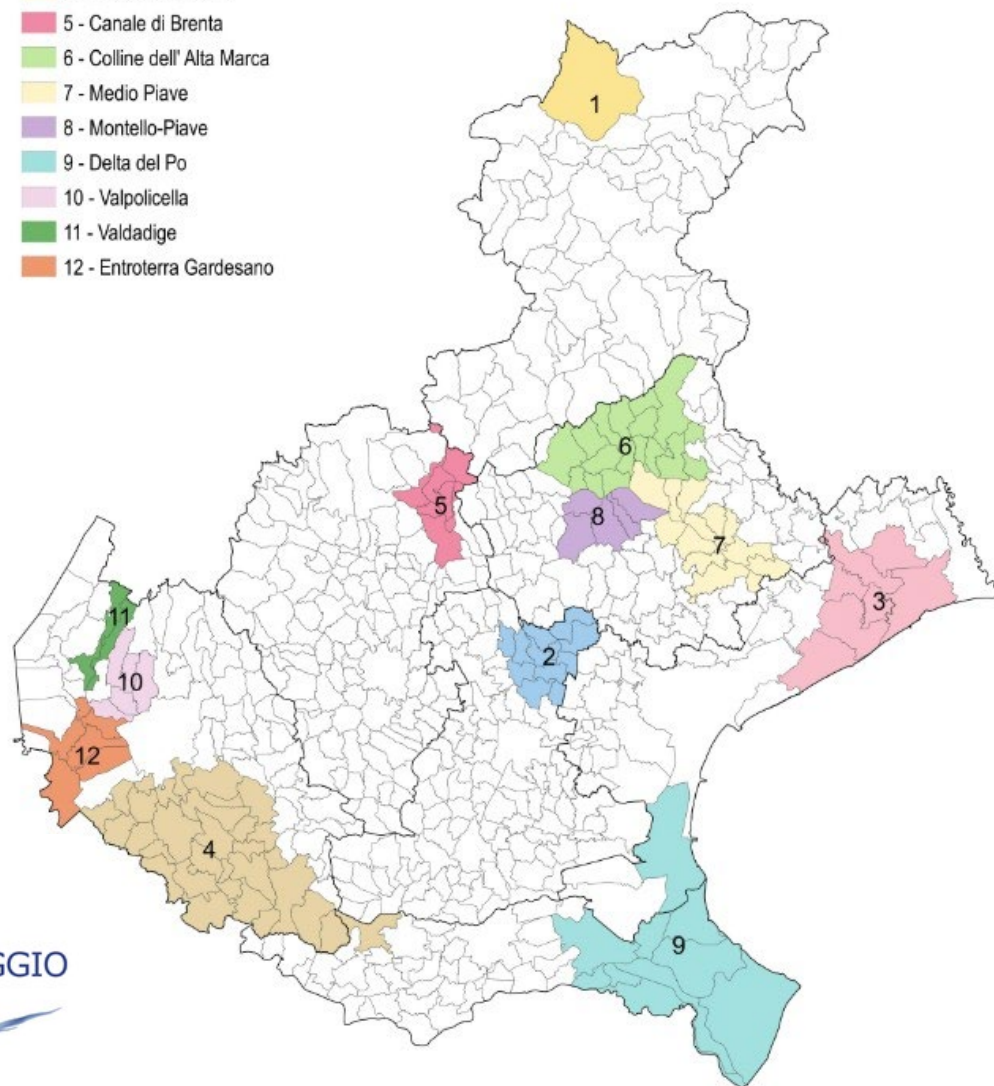 5 - Canale di Brenta
6 - Colline dell' Alta Marca
7 - Medio Piave
8 - Montello-Piave
9 - Delta del Po
10 - Valpolicella
11 - Valdadige
12 - Entroterra Gardesano
1
6
5
8
7
3
11
2
10
12
4
9
GGIO